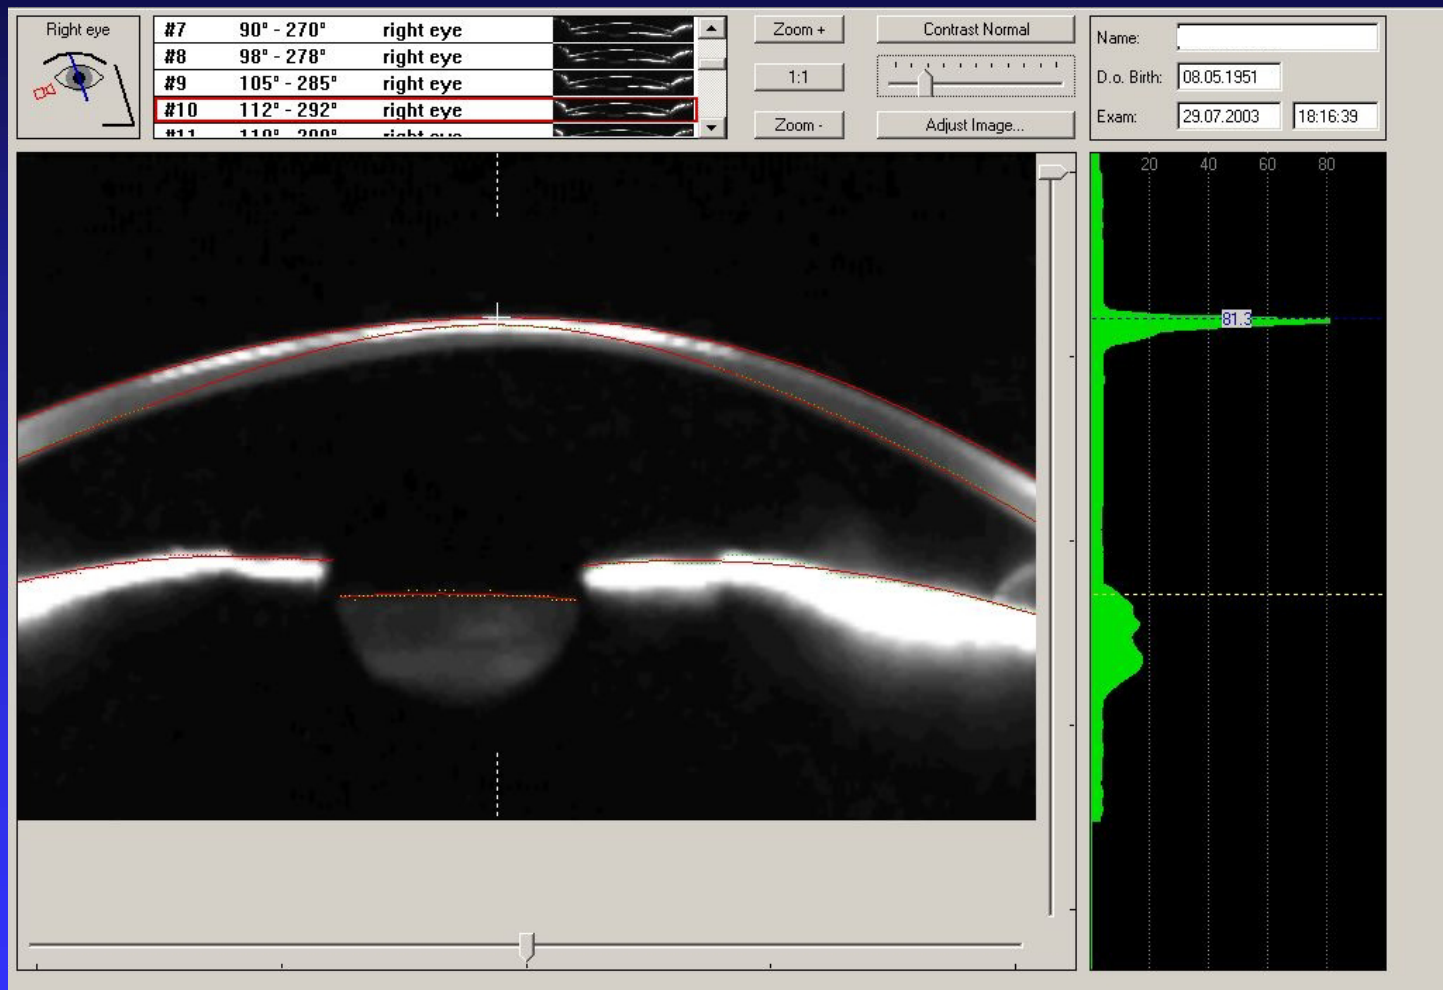 Right eye
#7 90° - 270° right eye
#8 98° - 278° right eye
#9 105° - 285° right eye
#10 112° - 292° right eye
#11
Zoom +
1:1
Zoom -
Contrast Normal
Adjust Image...
Name:
D.o. Birth: 08.05.1951
Exam: 29.07.2003 18:16:39
20 40 60 80
81.3